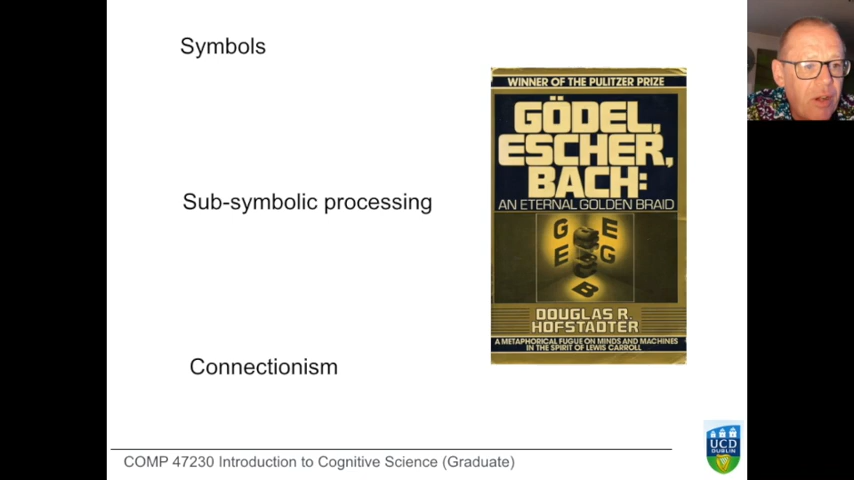 Symbols
WINNER OF THE PULITZER PRIZE
GÖDEL,
ESCHER,
BACH:
AN ETERNAL GOLDEN BRAID
G E
E G
B
Sub-symbolic processing
DOUGLAS R.
HOFSTADTER
A METAPHORICAL FUGUE ON MINDS AND MACHINES
IN THE SPIRIT OF LEWIS CARROLL
Connectionism
COMP 47230 Introduction to Cognitive Science (Graduate)
UCD
DUBLIN